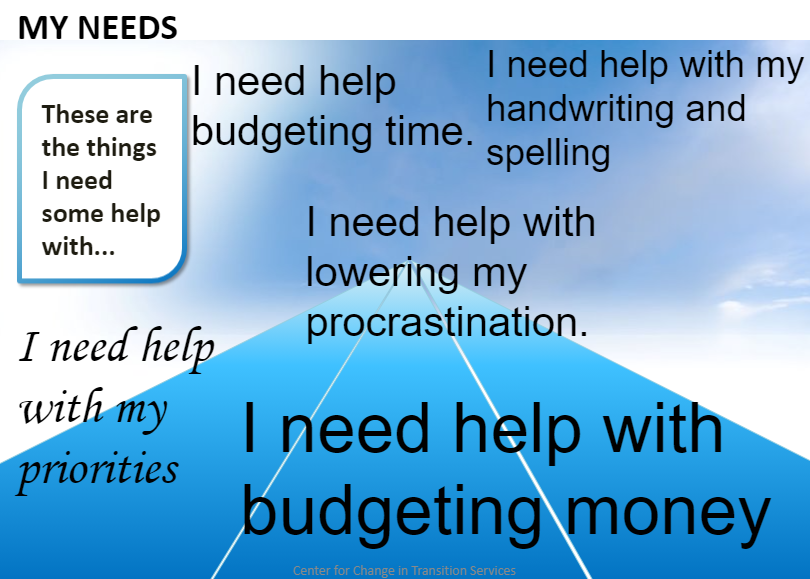 MY NEEDS
These are
the things
I need
some help
with...
I need help
budgeting time.
I need help with my
handwriting and
spelling
I need help with
lowering my
procrastination.
I need help
with my
priorities
I need help with
budgeting money
Center for Change in Transition Services